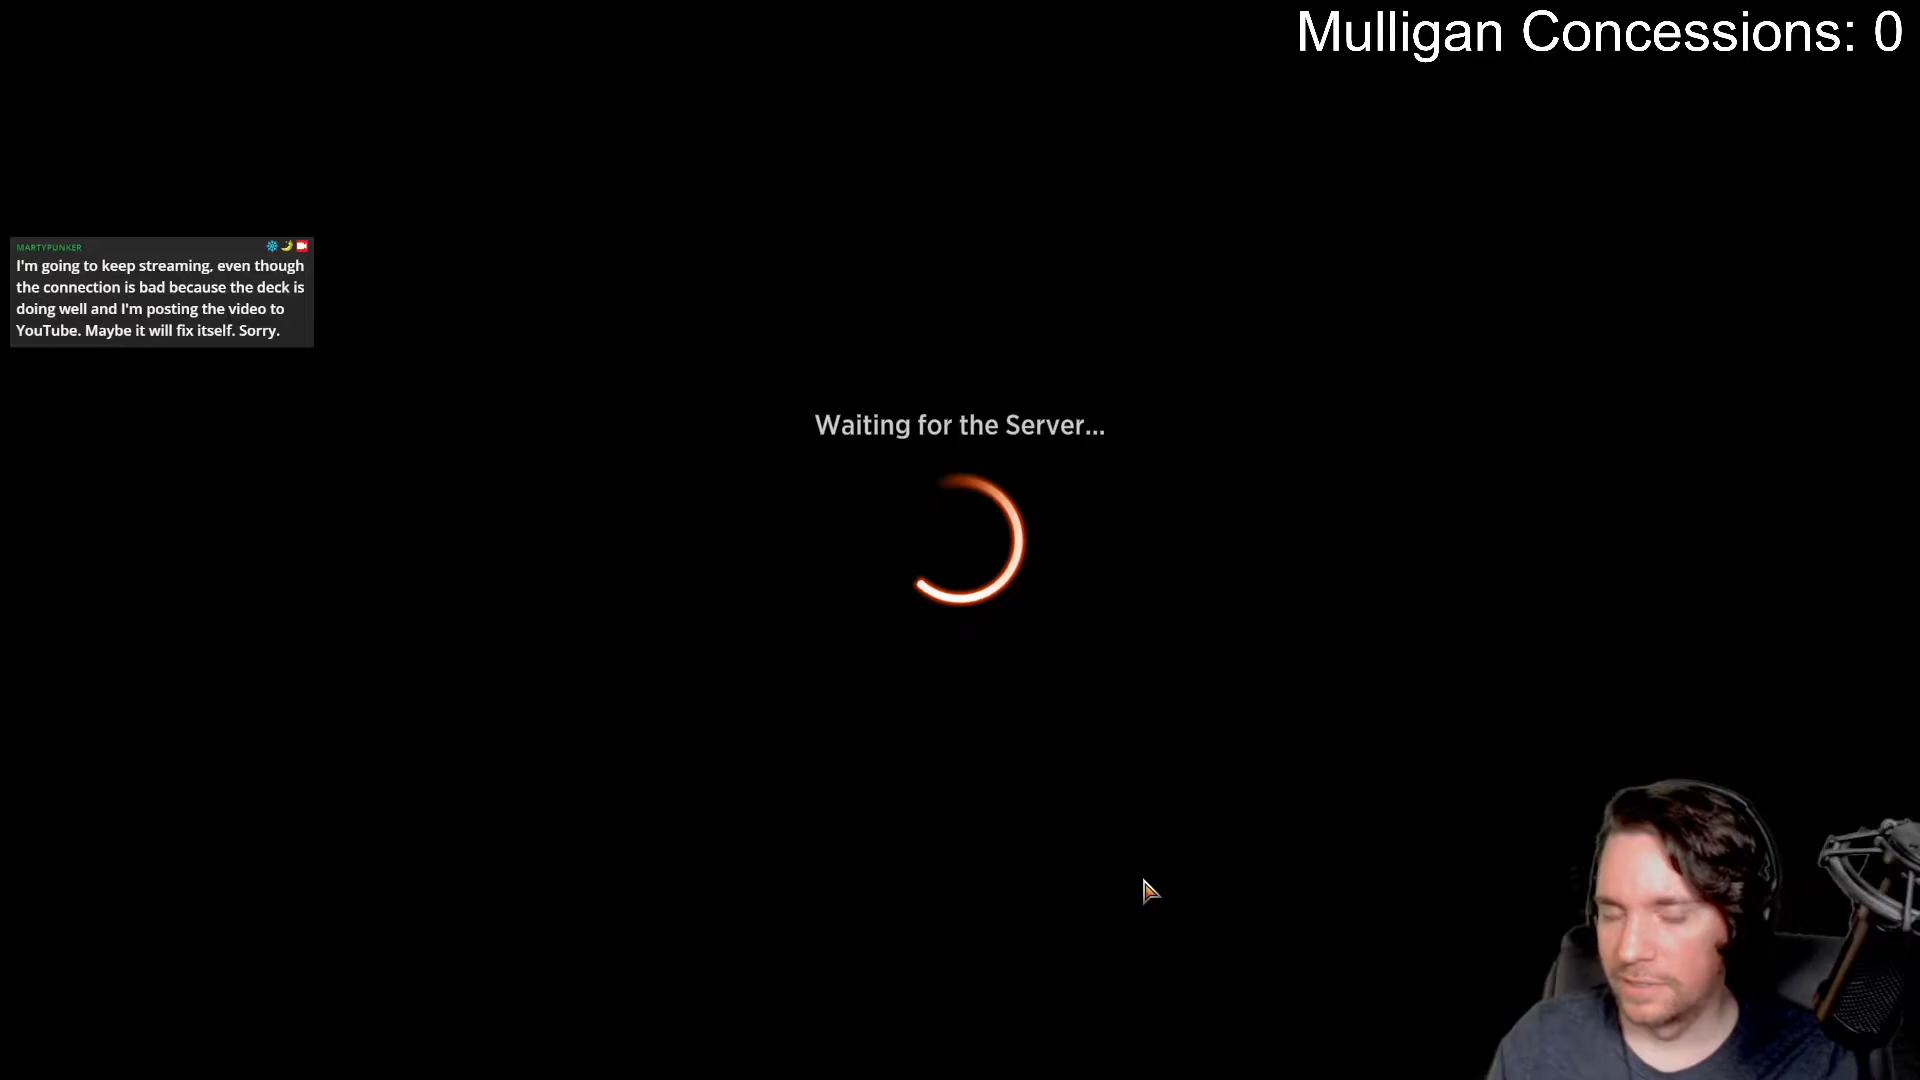 Mulligan Concessions: 0
MARTYPUNKER
I'm going to keep streaming, even though
the connection is bad because the deck is
doing well and I'm posting the video to
YouTube. Maybe it will fix itself. Sorry.
Waiting for the Server...